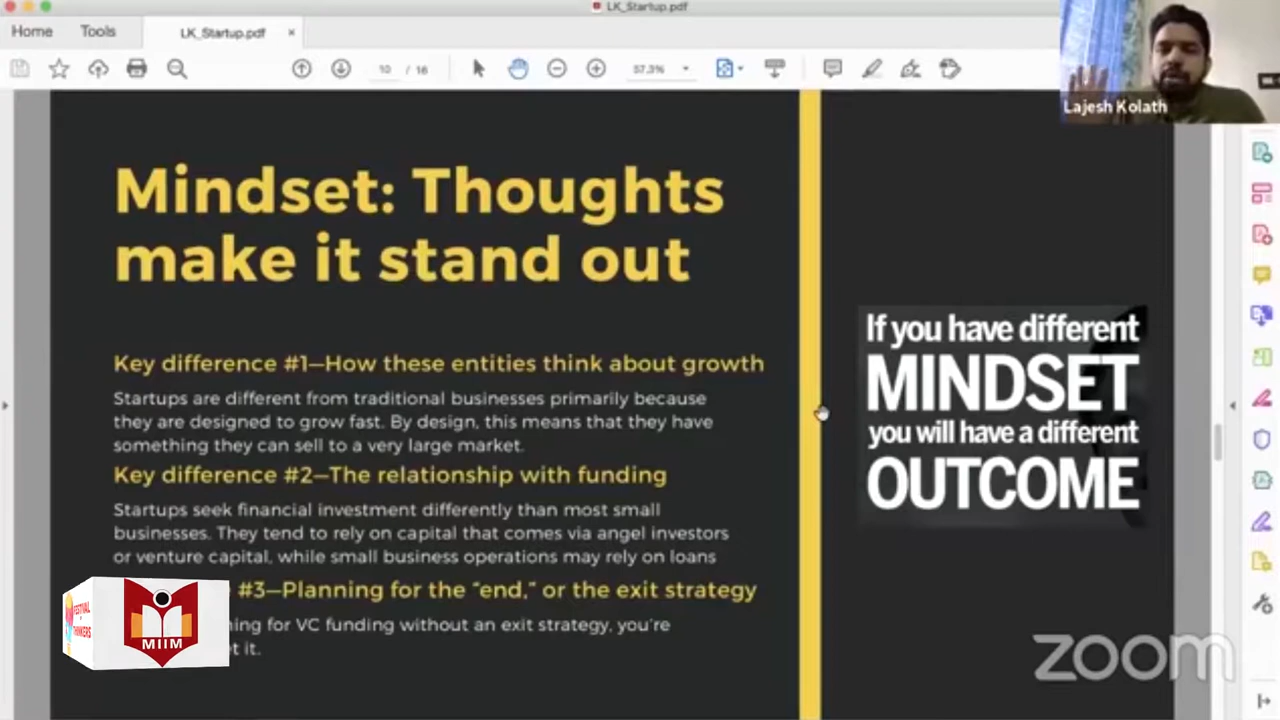 LK_Startup.pdf
Home
Tools
LK_Startup.pdf
×
10 / 16
57.3%
Lajesh Kolath
Mindset: Thoughts
make it stand out
Key difference #1—How these entities think about growth
Startups are different from traditional businesses primarily because
they are designed to grow fast. By design, this means that they have
something they can sell to a very large market.
Key difference #2—The relationship with funding
Startups seek financial investment differently than most small
businesses. They tend to rely on capital that comes via angel investors
or venture capital, while small business operations may rely on loans
#3—Planning for the “end,” or the exit strategy
for VC funding without an exit strategy, you're
it.
If you have different
MINDSET
you will have a different
OUTCOME
FESTIVAL
THINKERS
MIIM
zoom